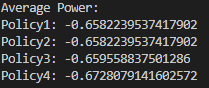 Average Power:
Policy1: -0.6582239537417902
Policy2: -0.6582239537417902
Policy3: -0.659558837501286
Policy4: -0.6728079141602572